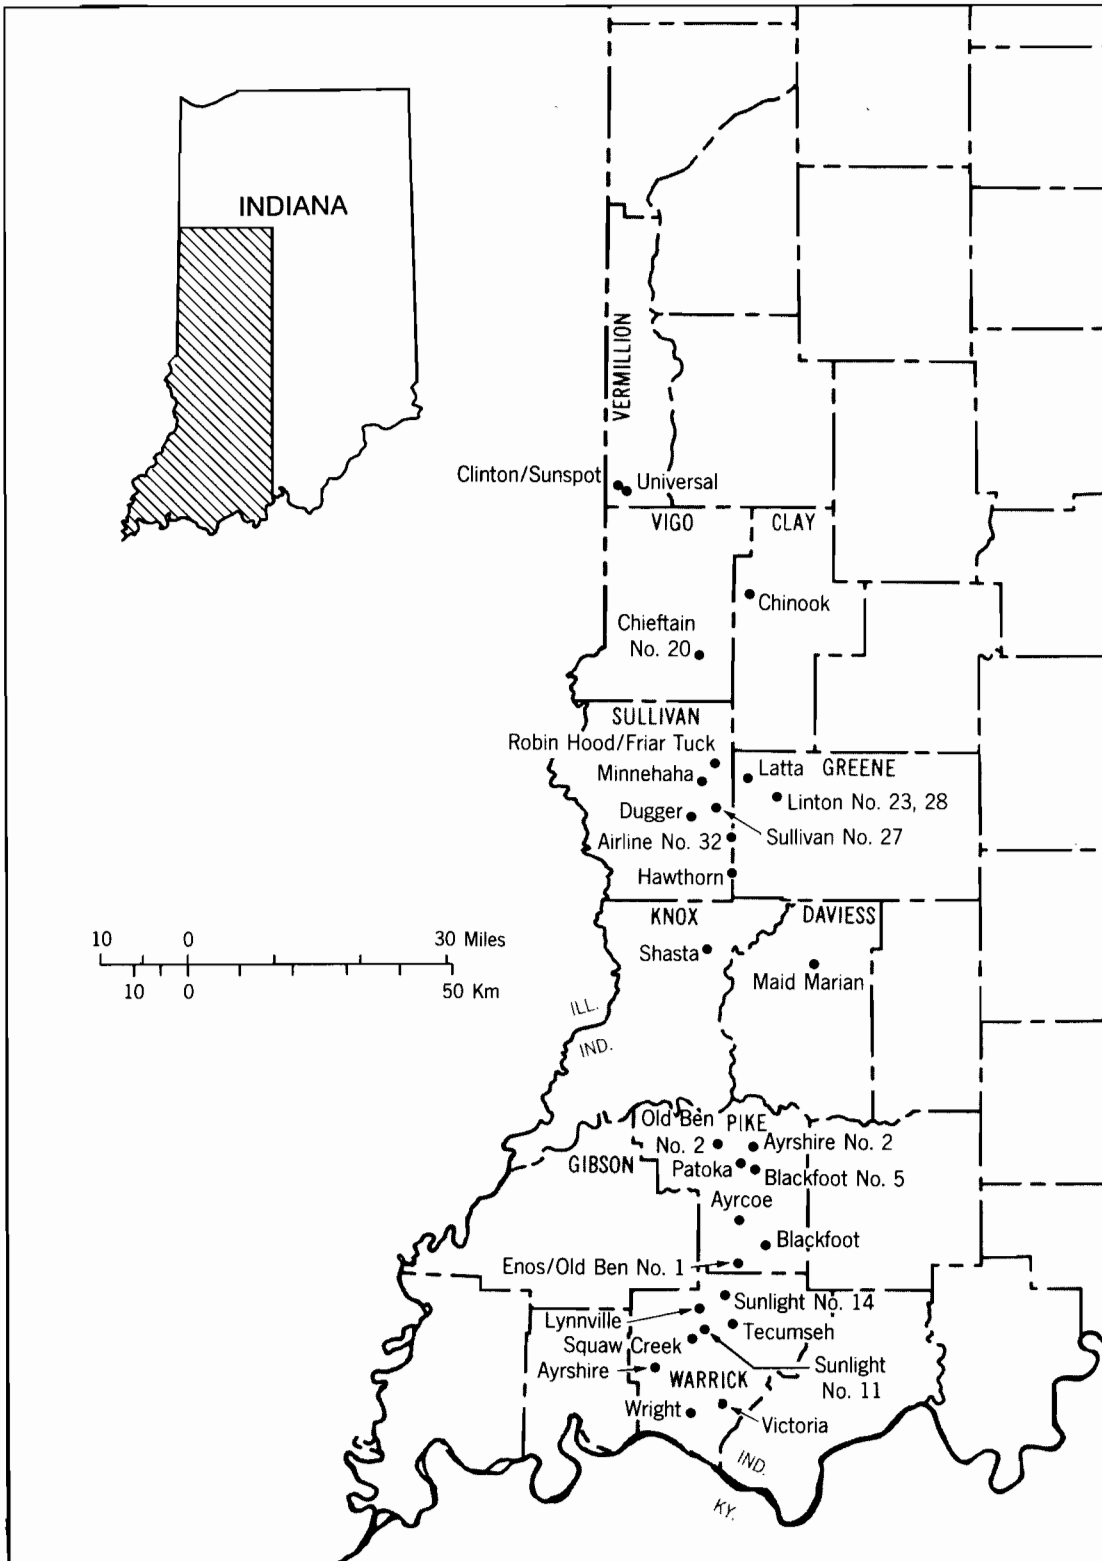 INDIANA
VERMILLION
Clinton/Sunspot
Universal
VIGO
CLAY
Chinook
Chieftain
No. 20
SULLIVAN
Robin Hood/Friar Tuck
Minnehaha
Latta
GREENE
Linton No. 23, 28
Dugger
Sullivan No. 27
Airline No. 32
Hawthorn
KNOX
DAVIESS
Shasta
Maid Marian
10 0 30 Miles
10 0 50 Km
ILL.
IND.
Old Ben
No. 2
PIKE
Ayrshire No. 2
GIBSON
Patoka
Blackfoot No. 5
Ayrcoe
Blackfoot
Enos/Old Ben No. 1
Sunlight No. 14
Lynnville
Tecumseh
Squaw Creek
Ayrshire
Sunlight
No. 11
WARRICK
Wright
Victoria
IND.
KY.